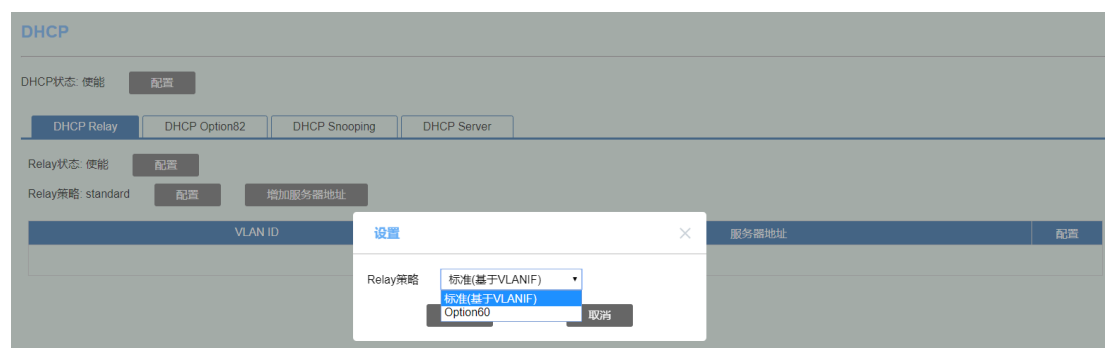 DHCP
DHCP状态: 使能 配置
DHCP Relay DHCP Option82 DHCP Snooping DHCP Server
Relay状态: 使能 配置
Relay策略: standard 配置 增加服务器地址
VLAN ID 服务器地址 配置
设置
Relay策略 标准(基于VLANIF)
标准(基于VLANIF)
Option60
取消